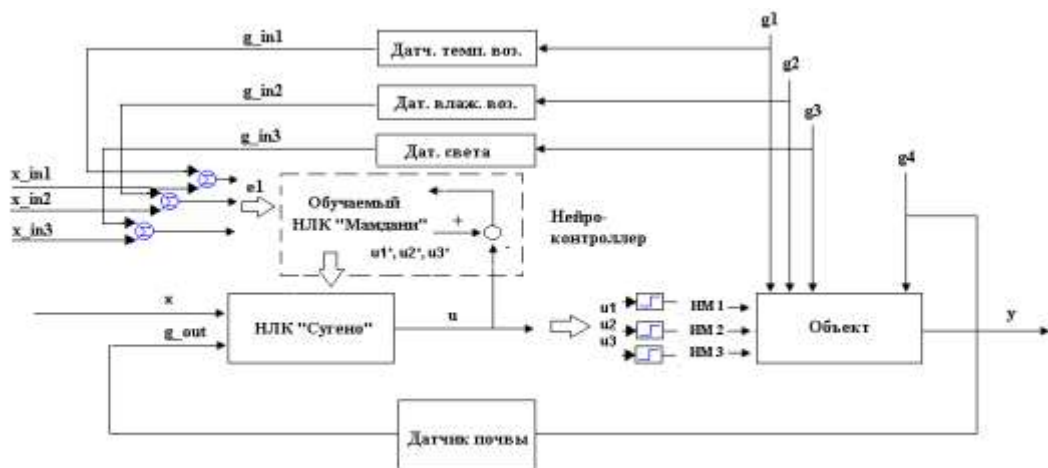 g1
g_in1
Датч. темп. воз.
g2
g_in2
Дат. влаж. воз.
g3
g_in3
Дат. света
g4
x_in1
x_in2
x_in3
e1
Обучаемый
НЛК "Мамдани"
+
-
u1*, u2*, u3*
Нейро-
контроллер
x
g_out
НЛК "Сугено"
u
u1
u2
u3
НМ 1
НМ 2
НМ 3
Объект
y
Датчик почвы